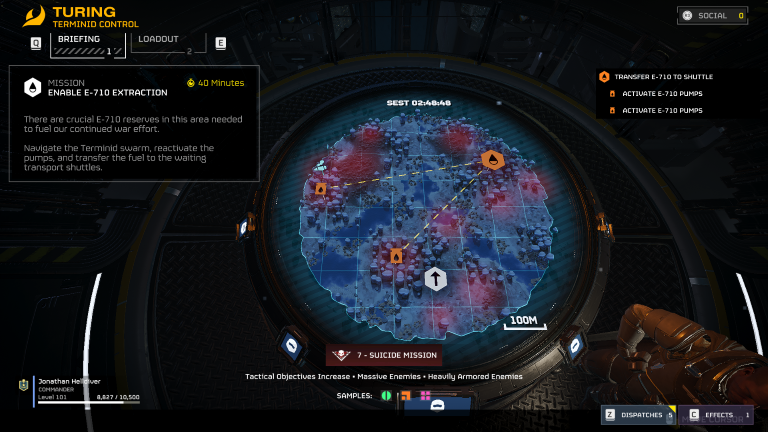 TURING
TERMINID CONTROL
SOCIAL 0
Q
BRIEFING
1
LOADOUT
2
E
MISSION
ENABLE E-710 EXTRACTION
40 Minutes
There are crucial E-710 reserves in this area needed
to fuel our continued war effort.
Navigate the Terminid swarm, reactivate the
pumps, and transfer the fuel to the waiting
transport shuttles.
TRANSFER E-710 TO SHUTTLE
ACTIVATE E-710 PUMPS
ACTIVATE E-710 PUMPS
SEST 02:48:48
100M
7 - SUICIDE MISSION
Tactical Objectives Increase • Massive Enemies • Heavily Armored Enemies
SAMPLES:
Jonathan Helldiver
COMMANDER
Level 101
8,827 / 10,500
Z
DISPATCHES
5
C
EFFECTS
1
CURSOR